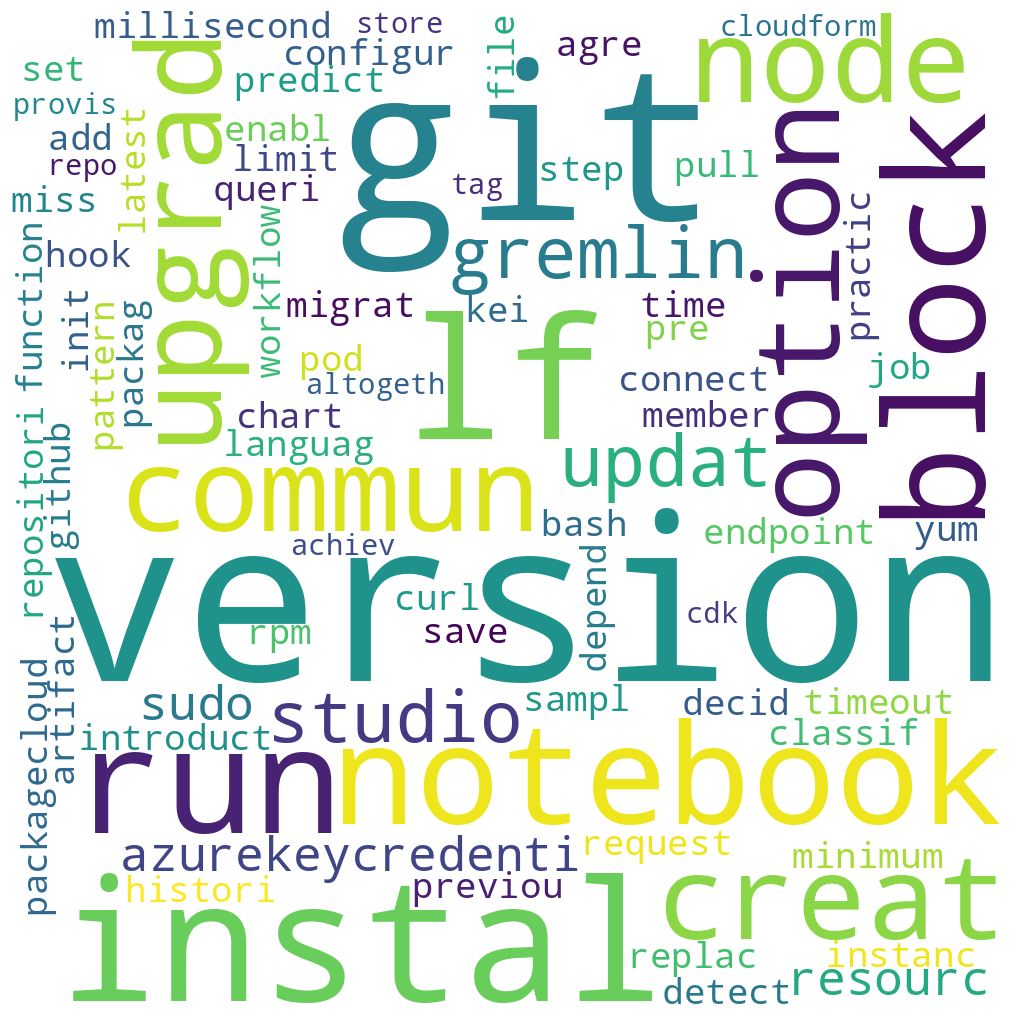 millisecond
store
configur
file
agre
cloudform
node
set
predict
upgrad
git
provis
add
enabl
latest
option
block
repo
limit
step
pull
queri
tag
miss
practic
workflow
hook
gremlin
repositori function
init
migrat
kei
time
pattern
packag
lf
pre
pod
job
altogeth
connect
chart
member
github
languag
updat
commun
bash
endpoint
yum
achiev
version
depend
curl
cdk
rpm
save
artifact
packagecloud
sudo
studio
sampl
decid
timeout
introduct
classif
run
notebook
azurekeycredenti
request
minimum
histori
previou
instal
creat
replac
instanc
detect
resourc